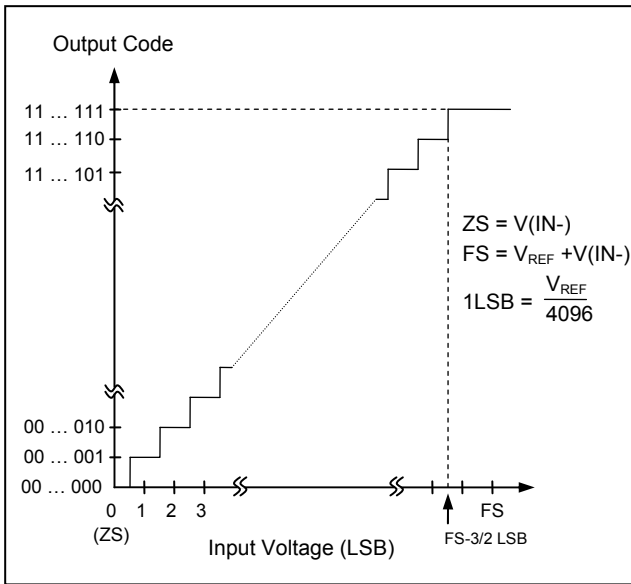 Output Code
11 ... 111
11 ... 110
11 ... 101
ZS = V(IN-)
FS = VREF +V(IN-)
1LSB = VREF
4096
00 ... 010
00 ... 001
00 ... 000
0 1 2 3 FS
(ZS)
Input Voltage (LSB)
FS-3/2 LSB